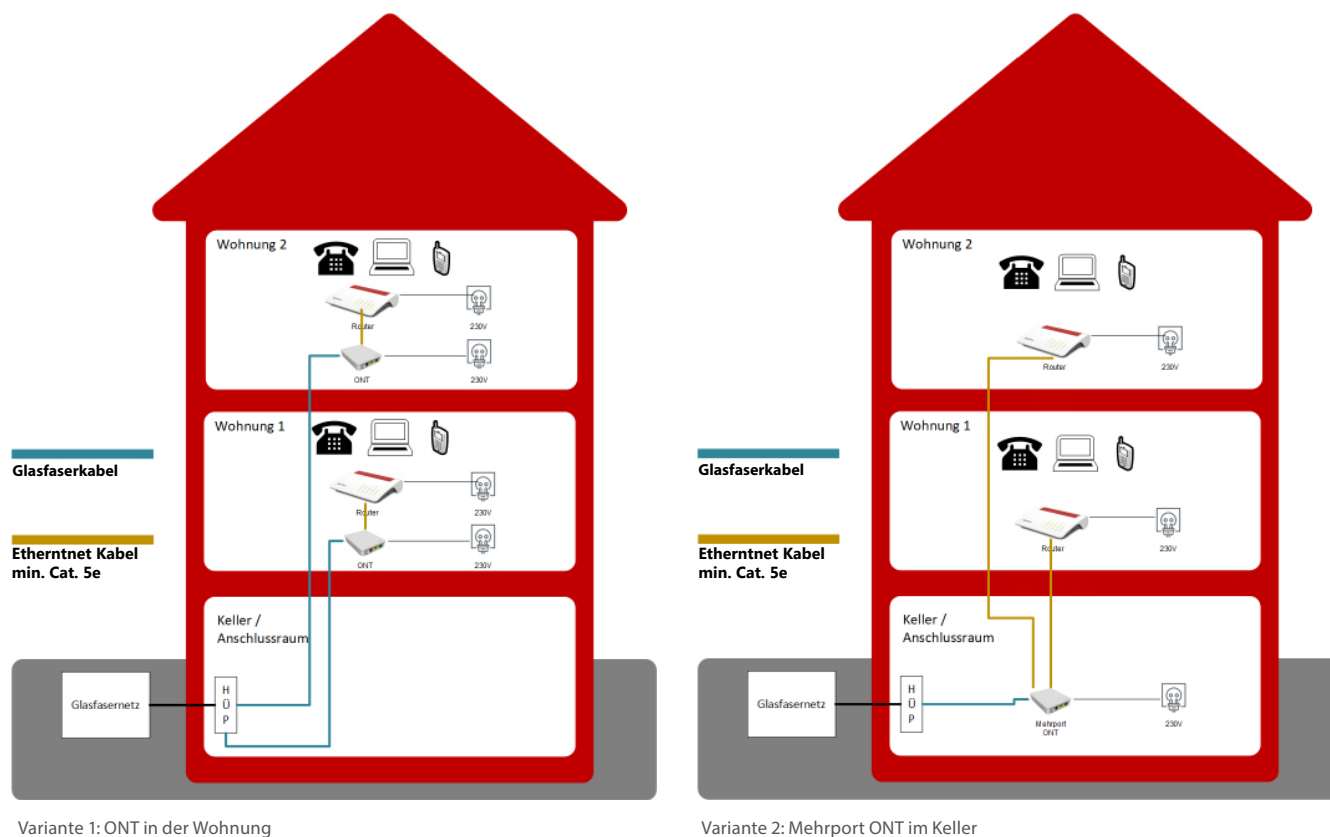 Wohnung 2
Router
230V
ONT
230V
Wohnung 1
Router
230V
ONT
230V
Glasfaserkabel
Etherntnet Kabel
min. Cat. 5e
Keller /
Anschlussraum
Glasfasernetz
H
Ü
P
Variante 1: ONT in der Wohnung
Wohnung 2
Router
230V
Wohnung 1
Router
230V
Glasfaserkabel
Etherntnet Kabel
min. Cat. 5e
Keller /
Anschlussraum
Glasfasernetz
H
Ü
P
Mehrport
ONT
230V
Variante 2: Mehrport ONT im Keller